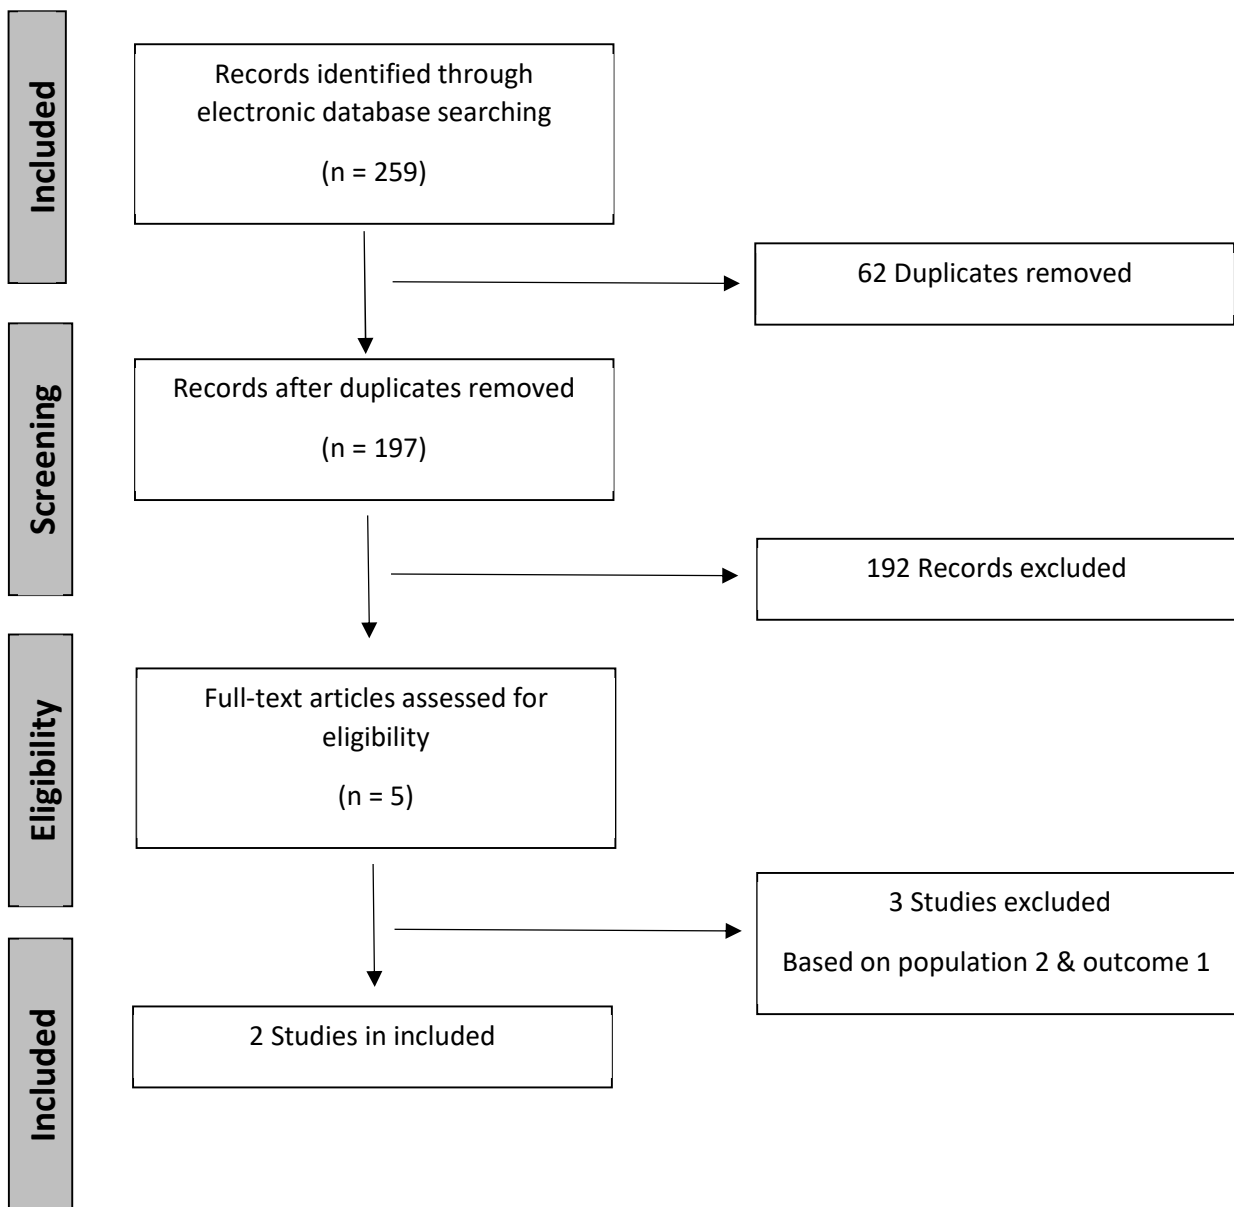 Included
Records identified through
electronic database searching
(n = 259)
62 Duplicates removed
Screening
Records after duplicates removed
(n = 197)
192 Records excluded
Eligibility
Full-text articles assessed for
eligibility
(n = 5)
3 Studies excluded
Based on population 2 & outcome 1
Included
2 Studies in included